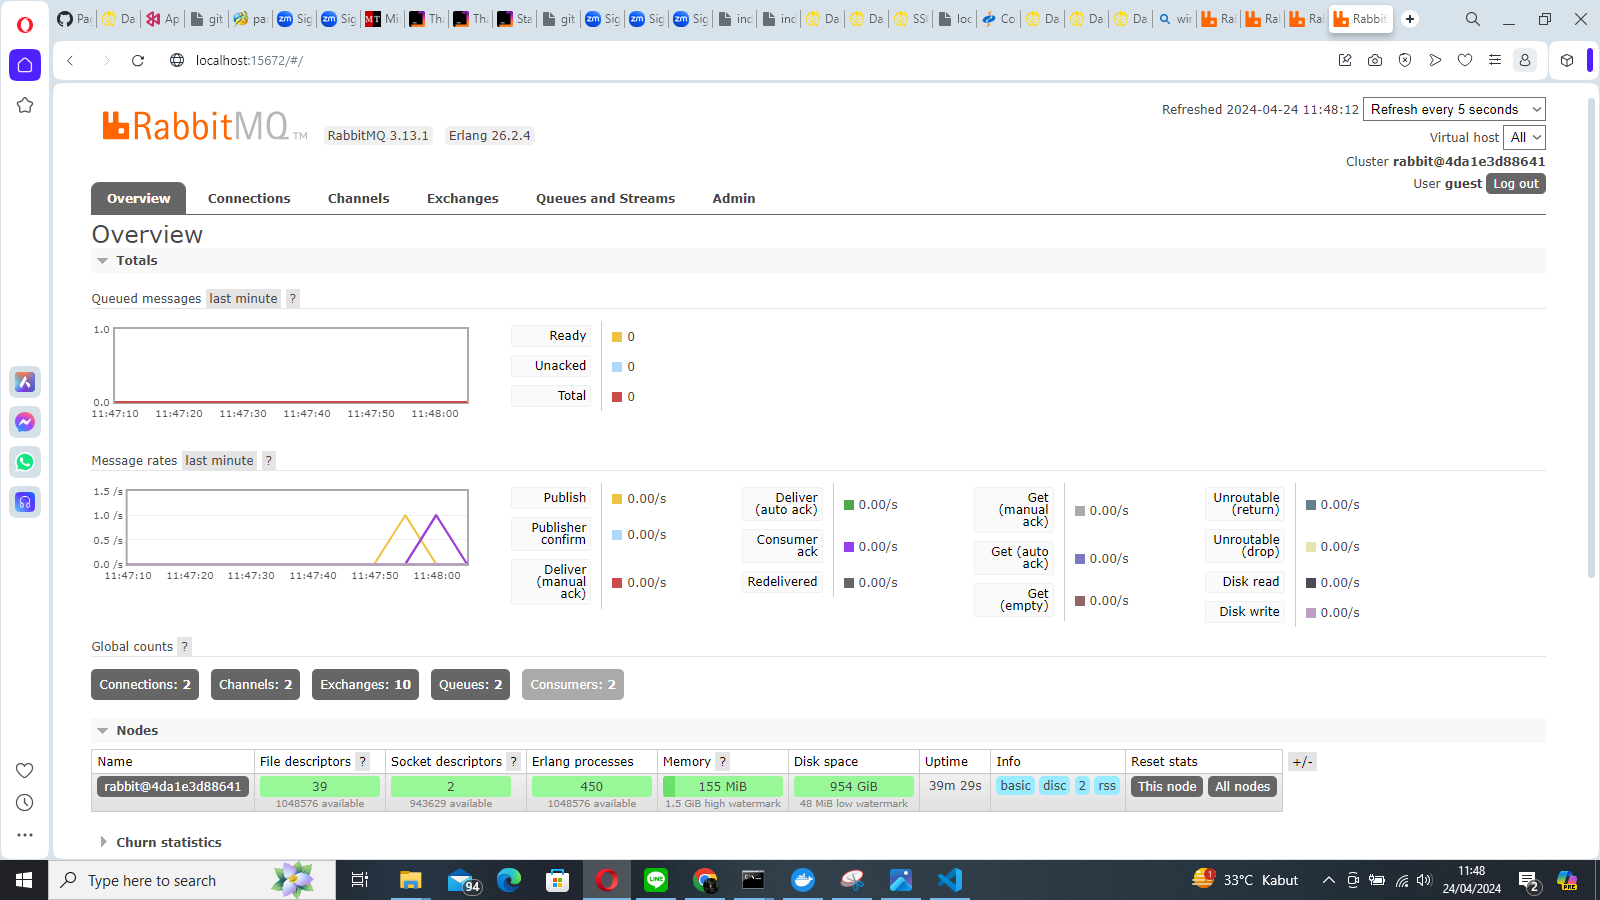 Pa
Da
Ap
git
pa
Sig
Sig
Mi
Tha
Tha
Sta
git
Sig
Sig
Sig
ind
ind
Da
Da
SSO
loc
Co
Da
Da
Da
win
Ral
Ral
Ral
Rabbit
localhost:15672/#/
RabbitMQ TM
RabbitMQ 3.13.1 Erlang 26.2.4
Refreshed 2024-04-24 11:48:12 Refresh every 5 seconds
Virtual host All
Cluster rabbit@4da1e3d88641
User guest Log out
Overview Connections Channels Exchanges Queues and Streams Admin
Overview
Totals
Queued messages last minute ?
1.0
0.0
11:47:10 11:47:20 11:47:30 11:47:40 11:47:50 11:48:00
Ready 0
Unacked 0
Total 0
Message rates last minute ?
1.5 /s
1.0 /s
0.5 /s
0.0 /s
11:47:10 11:47:20 11:47:30 11:47:40 11:47:50 11:48:00
Publish 0.00/s
Publisher
confirm 0.00/s
Deliver
(manual
ack) 0.00/s
Deliver
(auto ack) 0.00/s
Consumer
ack 0.00/s
Redelivered 0.00/s
Get
(manual
ack) 0.00/s
Get (auto
ack) 0.00/s
Get
(empty) 0.00/s
Unroutable
(return) 0.00/s
Unroutable
(drop) 0.00/s
Disk read 0.00/s
Disk write 0.00/s
Global counts ?
Connections: 2 Channels: 2 Exchanges: 10 Queues: 2 Consumers: 2
Nodes
Name File descriptors ? Socket descriptors ? Erlang processes Memory ? Disk space Uptime Info Reset stats +/-
rabbit@4da1e3d88641 39 2 450 155 MiB 954 GiB 39m 29s basic disc 2 rss This node All nodes
1048576 available 943629 available 1048576 available 1.5 GiB high watermark 48 MiB low watermark
Churn statistics
Type here to search
94
LINE
1
33°C Kabut
11:48
24/04/2024
2
PRE